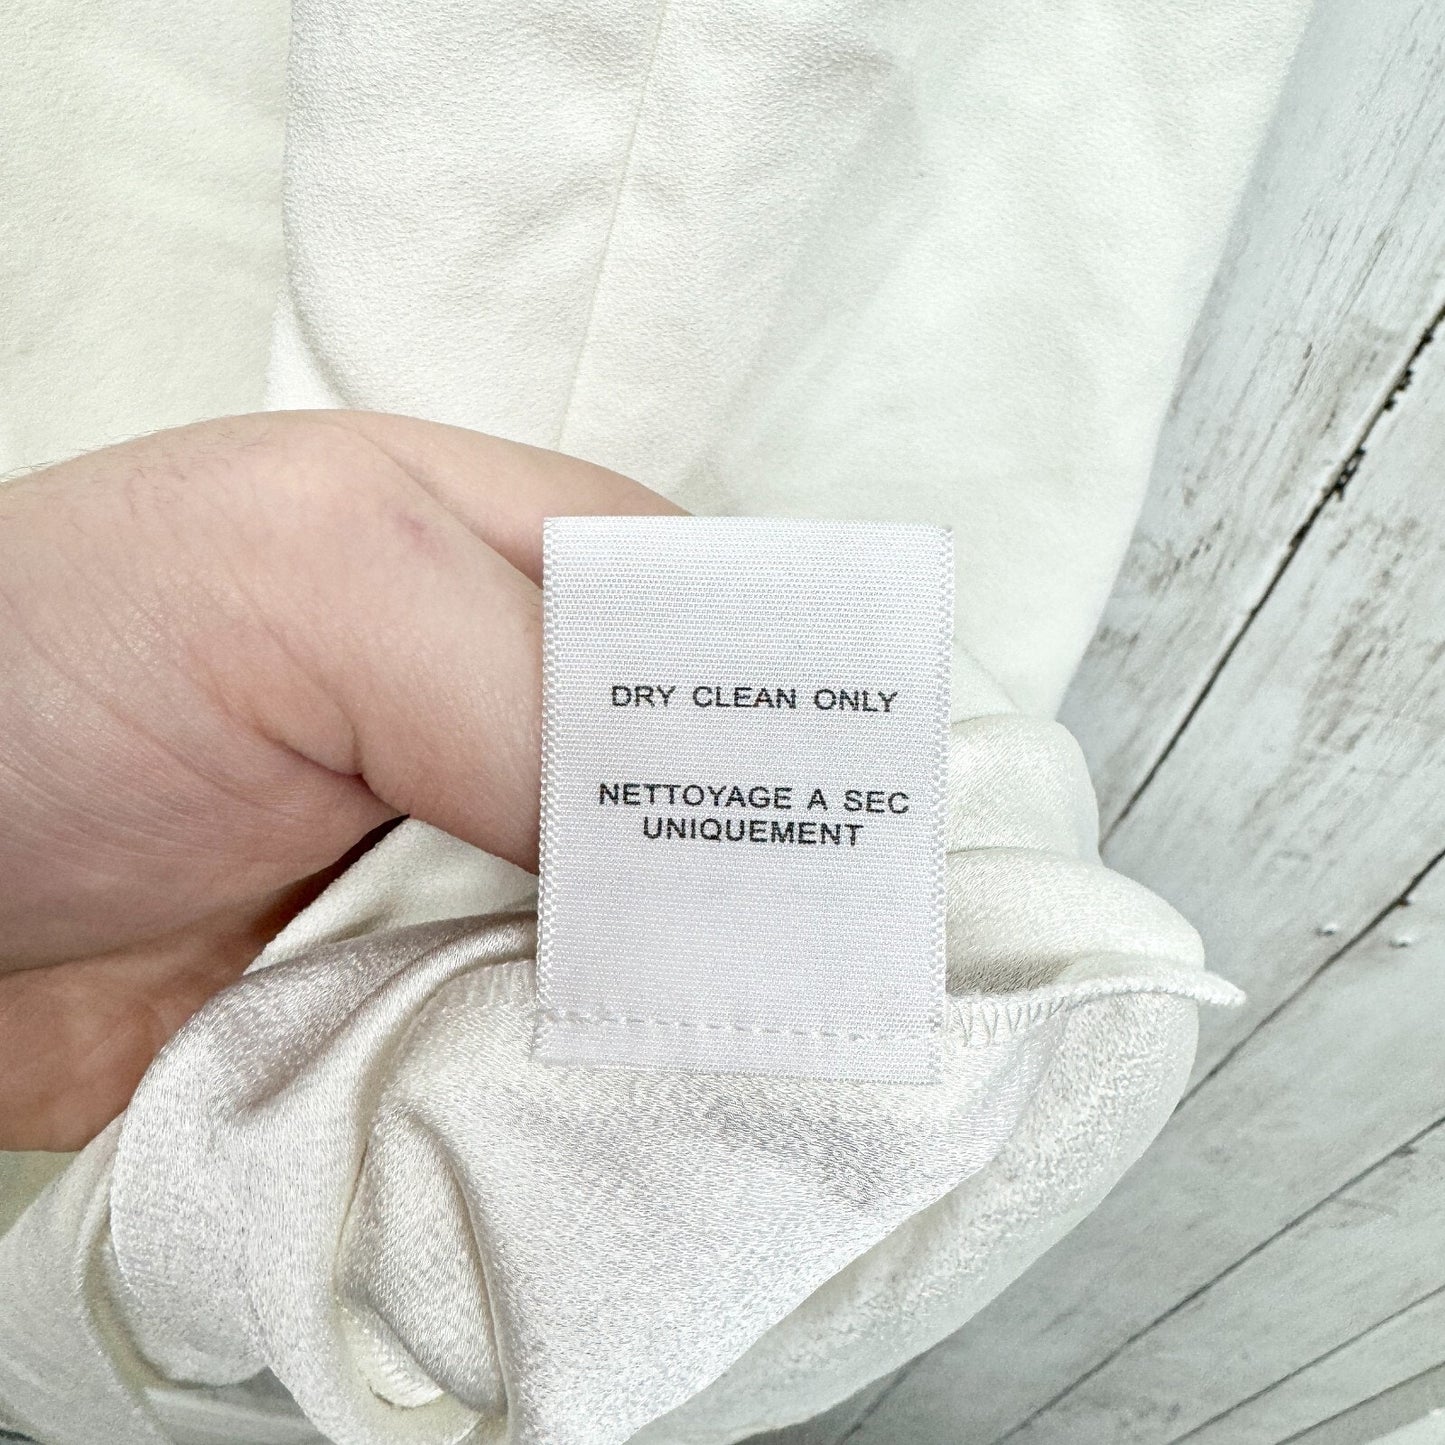 DRY CLEAN ONLY
NETTOYAGE A SEC
UNIQUEMENT